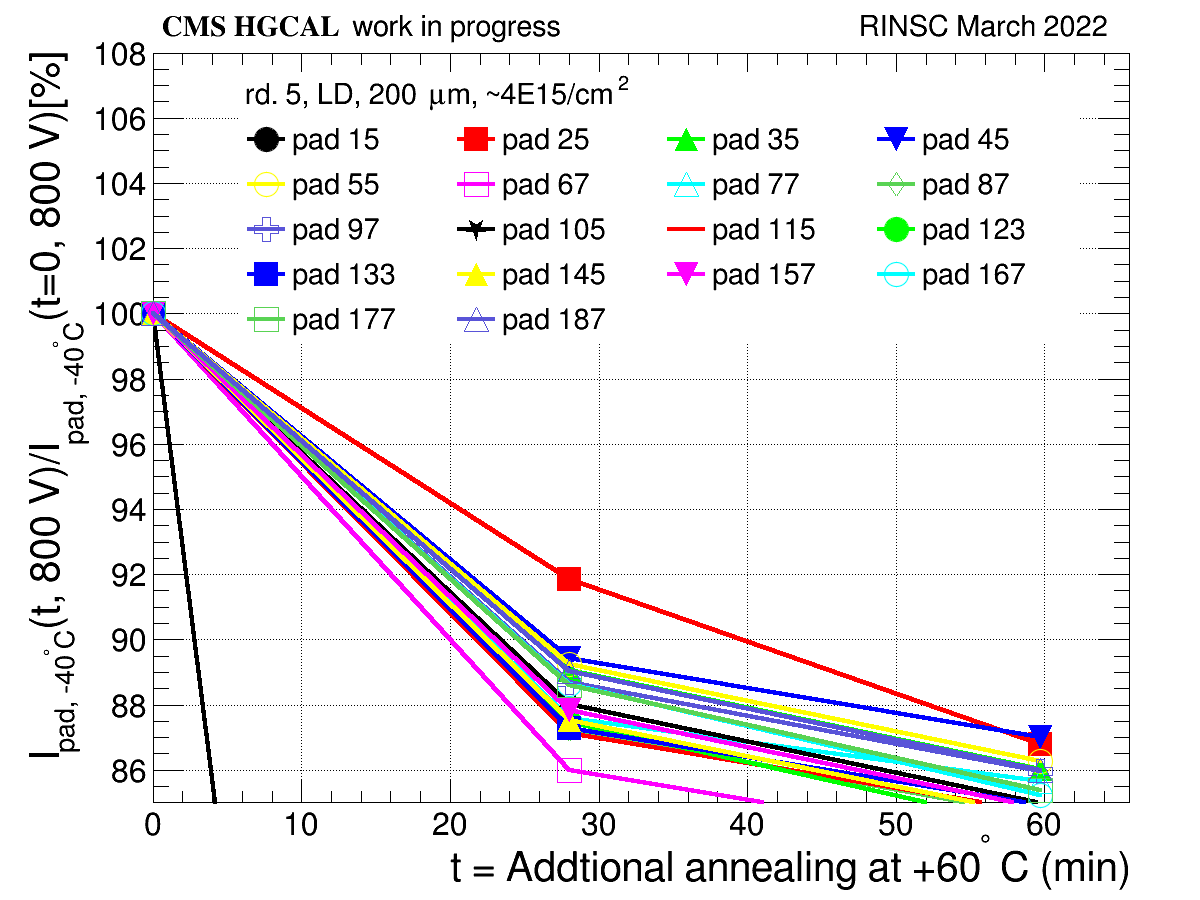 CMS HGCAL work in progress RINSC March 2022
rd. 5, LD, 200 μm, ~4E15/cm²
pad 15 pad 25 pad 35 pad 45
pad 55 pad 67 pad 77 pad 87
pad 97 pad 105 pad 115 pad 123
pad 133 pad 145 pad 157 pad 167
pad 177 pad 187
I_pad, -40°C(t, 800 V)/I_pad, -40°C(t=0, 800 V)[%]
108
106
104
102
100
98
96
94
92
90
88
86
0 10 20 30 40 50 60
t = Addtional annealing at +60°C (min)